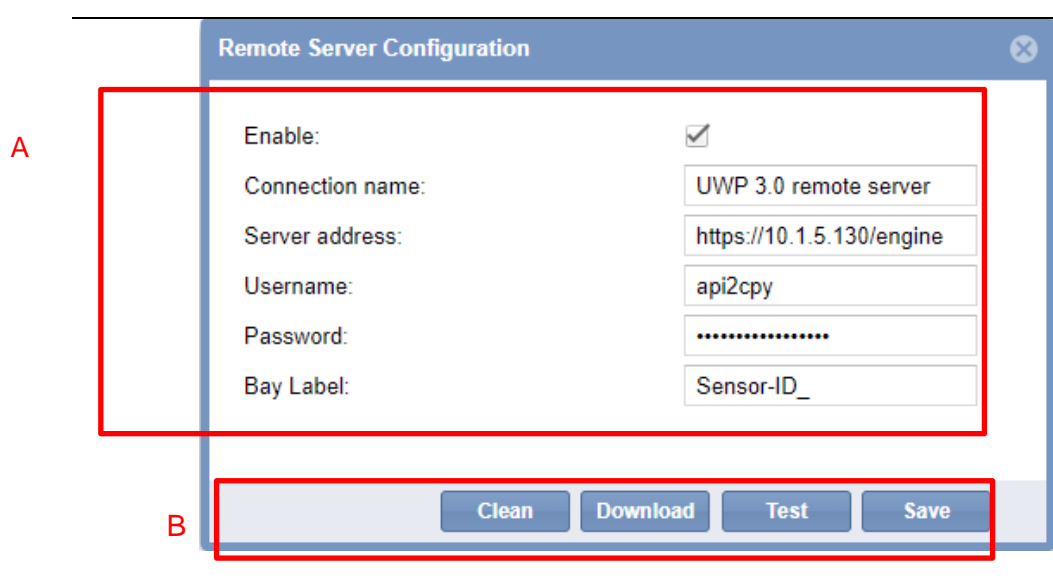 Remote Server Configuration
A
Enable:
Connection name: UWP 3.0 remote server
Server address: https://10.1.5.130/engine
Username: api2cpy
Password: •••••••••••••••••
Bay Label: Sensor-ID_
B
Clean Download Test Save